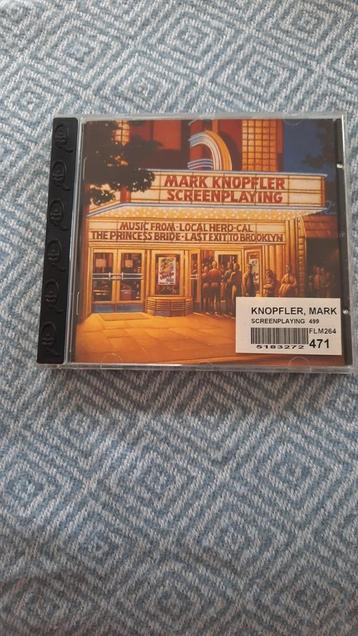 MARK KNOPFLER
SCREENPLAYING
MUSIC FROM·LOCAL HERO·CAL
THE PRINCESS BRIDE·LAST EXIT TO BROOKLYN
KNOPFLER, MARK
SCREENPLAYING 499
FLM264
5183272 471